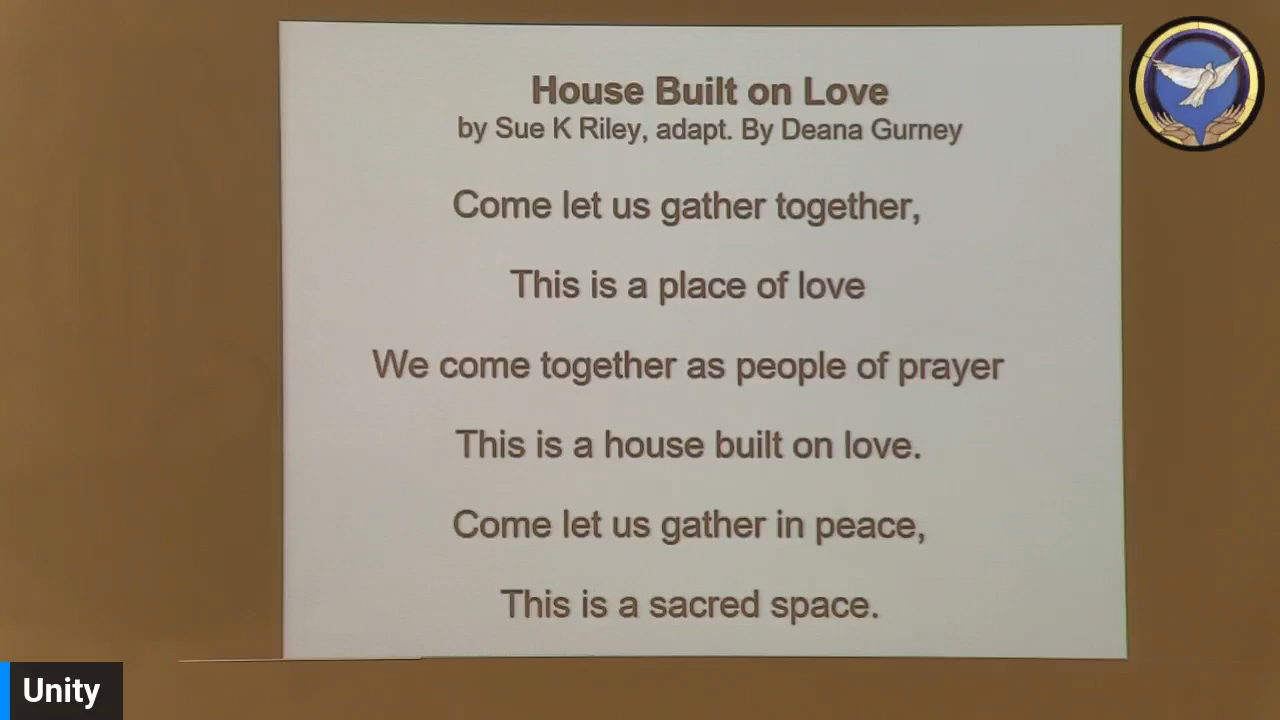 House Built on Love
by Sue K Riley, adapt. By Deana Gurney
Come let us gather together,
This is a place of love
We come together as people of prayer
This is a house built on love.
Come let us gather in peace,
This is a sacred space.
Unity